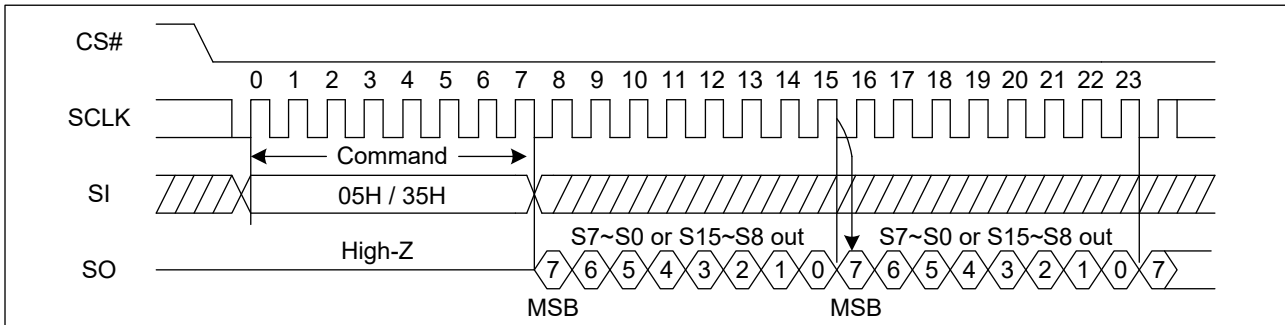 CS#
0 1 2 3 4 5 6 7 8 9 10 11 12 13 14 15 16 17 18 19 20 21 22 23
SCLK
Command
SI
05H / 35H
High-Z
S7~S0 or S15~S8 out
S7~S0 or S15~S8 out
SO
7 6 5 4 3 2 1 0 7 6 5 4 3 2 1 0 7
MSB
MSB